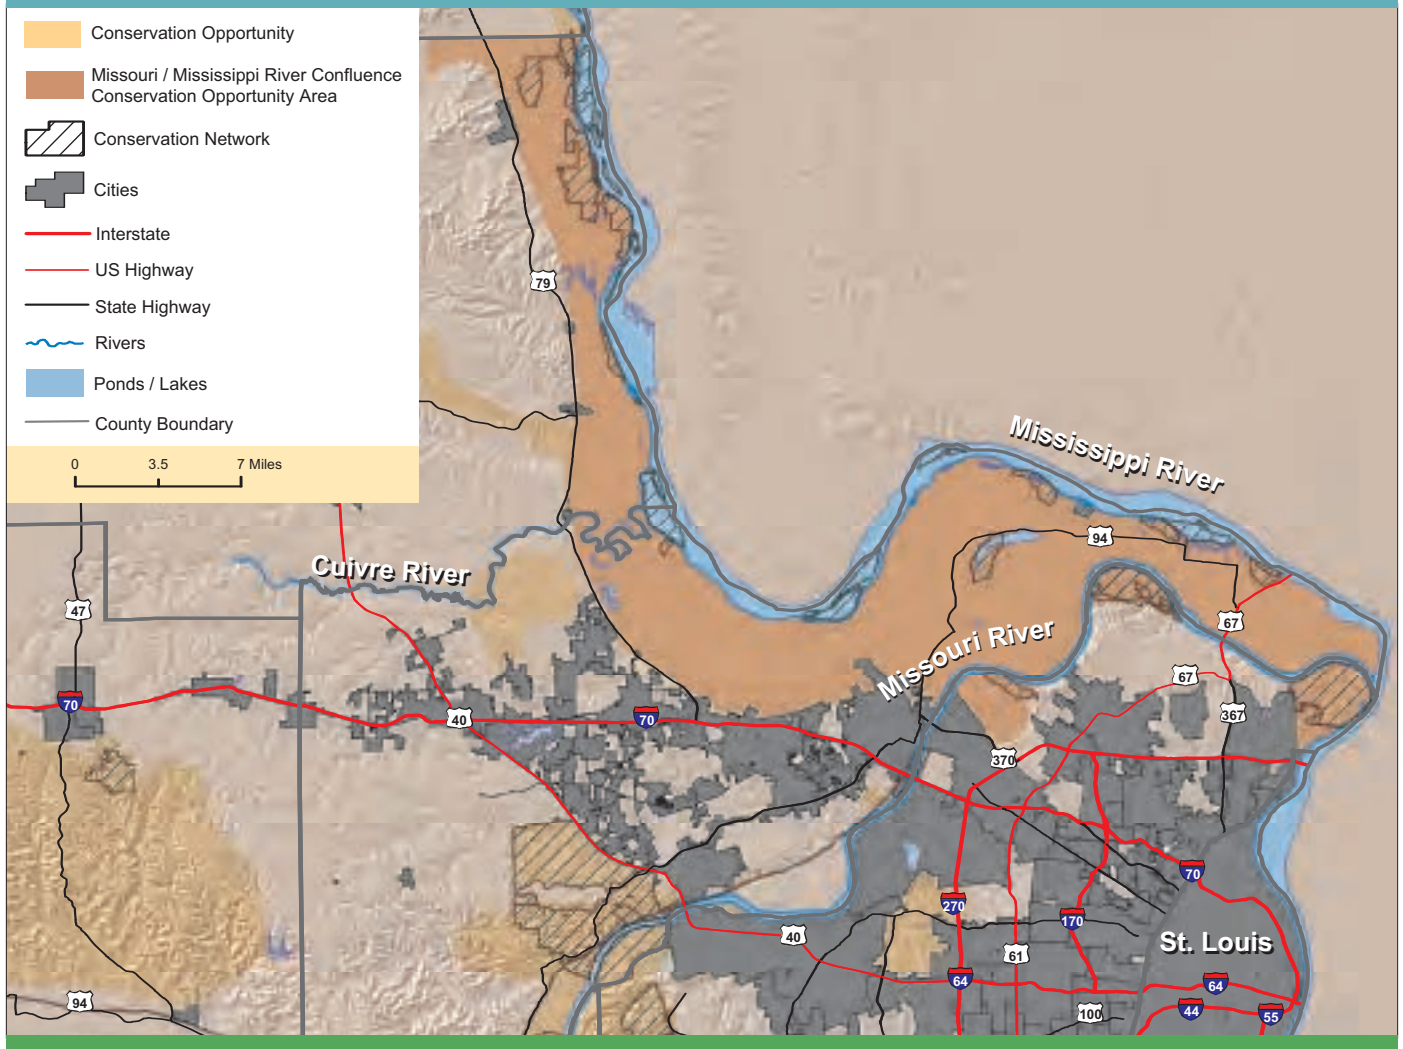 Conservation Opportunity
Missouri / Mississippi River Confluence
Conservation Opportunity Area
Conservation Network
Cities
Interstate
US Highway
State Highway
Rivers
Ponds / Lakes
County Boundary
0 3.5 7 Miles
79
Mississippi River
94
Cuivre River
47
67
Missouri River
67
70
40
70
367
370
70
270
170
40
61
St. Louis
64
64
94
100
44
55